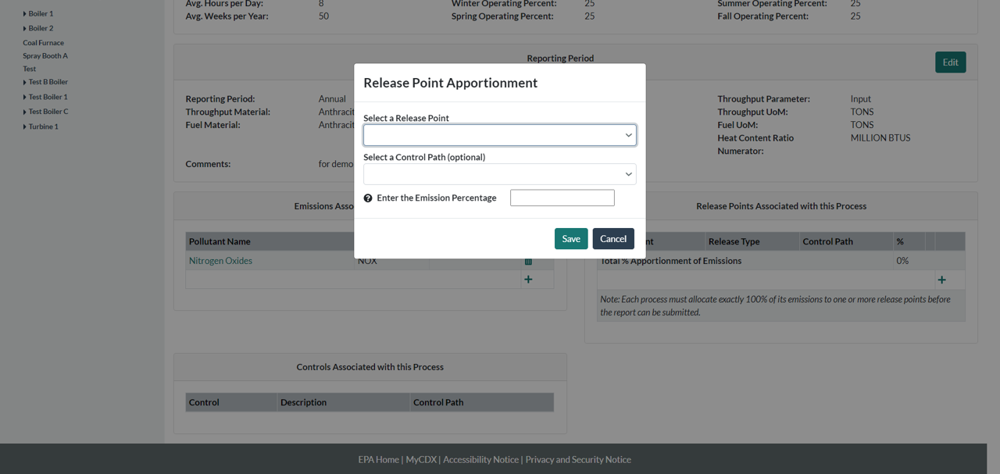 Boiler 1
Boiler 2
Coal Furnace
Spray Booth A
Test
Test B Boiler
Test Boiler 1
Test Boiler C
Turbine 1
Avg. Hours per Day: 8 Winter Operating Percent: 25 Summer Operating Percent: 25
Avg. Weeks per Year: 50 Spring Operating Percent: 25 Fall Operating Percent: 25
Reporting Period
Edit
Reporting Period: Annual Throughput Parameter: Input
Throughput Material: Throughput UoM: TONS
Fuel Material: Fuel UoM: TONS
Heat Content Ratio MILLION BTUS
Numerator:
Comments: for demo
Release Point Apportionment
Select a Release Point
Select a Control Path (optional)
Enter the Emission Percentage
Save Cancel
Emissions
Pollutant Name
Nitrogen Oxides NOX
Release Points Associated with this Process
Release Type Control Path %
Total % Apportionment of Emissions 0%
Note: Each process must allocate exactly 100% of its emissions to one or more release points before
the report can be submitted.
Controls Associated with this Process
Control Description Control Path
EPA Home | MyCDX | Accessibility Notice | Privacy and Security Notice